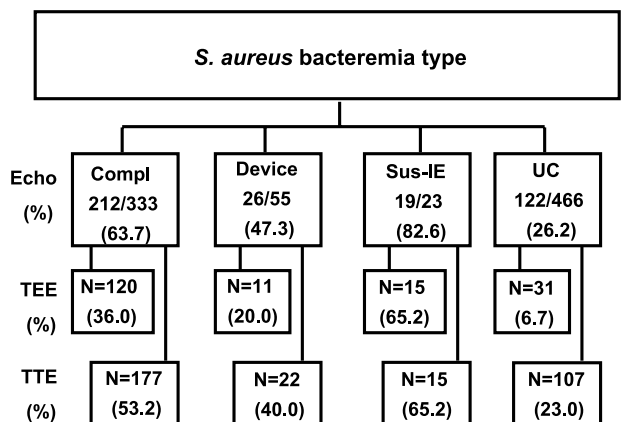 S. aureus bacteremia type
Echo
(%)
Compl
212/333
(63.7)
Device
26/55
(47.3)
Sus-IE
19/23
(82.6)
UC
122/466
(26.2)
TEE
(%)
N=120
(36.0)
N=11
(20.0)
N=15
(65.2)
N=31
(6.7)
TTE
(%)
N=177
(53.2)
N=22
(40.0)
N=15
(65.2)
N=107
(23.0)